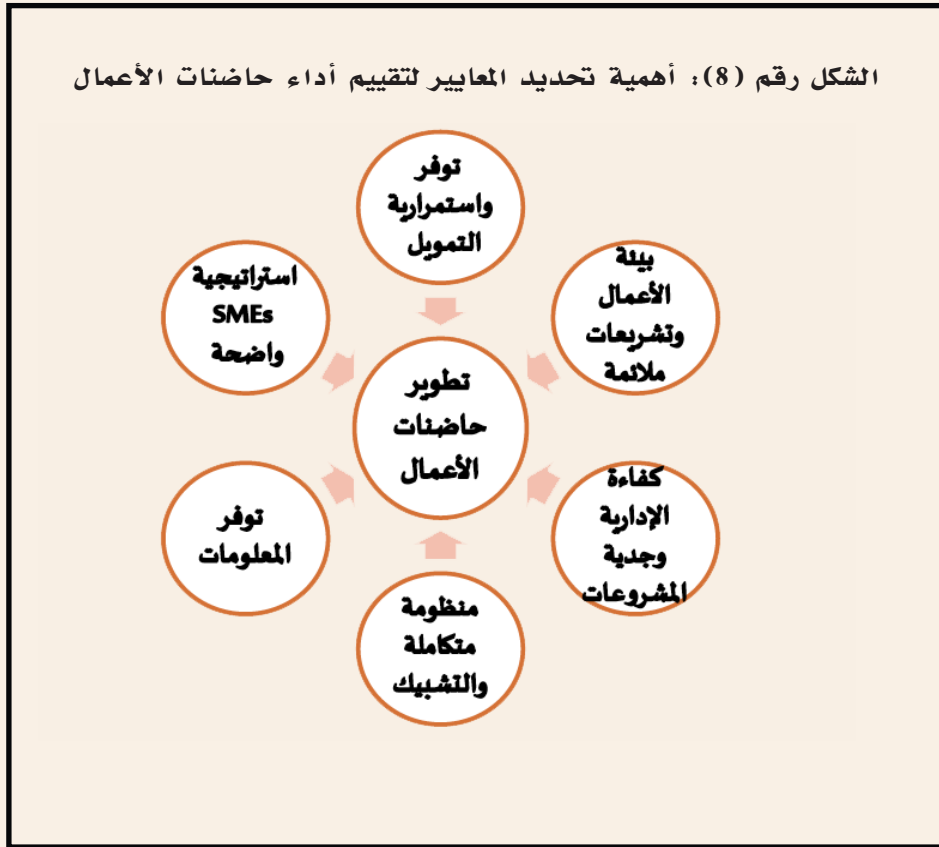 الشكل رقم (8): أهمية تحديد المعايير لتقييم أداء حاضنات الأعمال
توفر
واستمرارية
التمويل
بيئة
الأعمال
وتشريعات
ملائمة
كفاءة
الإدارية
وجدية
المشروعات
منظومة
متكاملة
والتشبيك
توفر
المعلومات
استراتيجية
SMEs
واضحة
تطوير
حاضنات
الأعمال